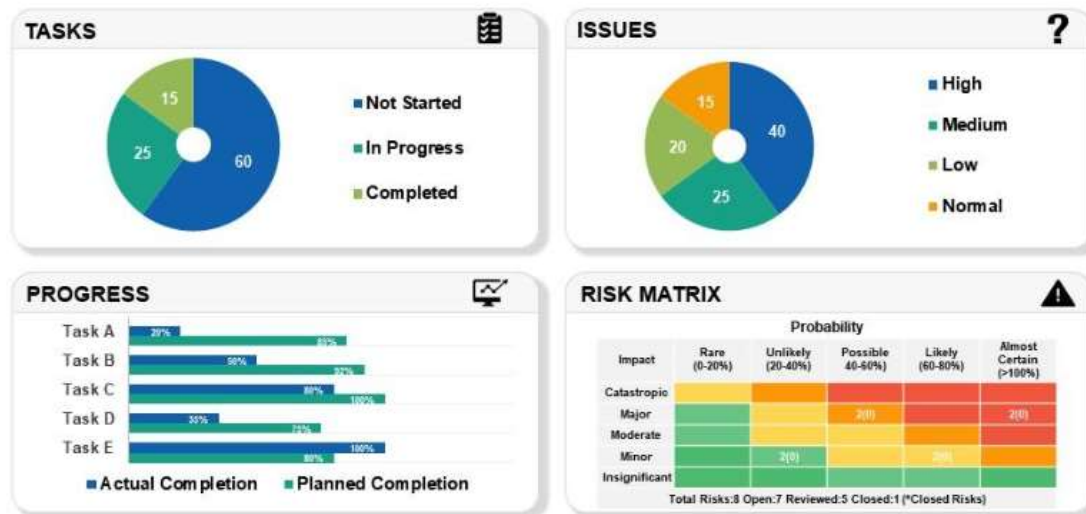 TASKS
60
25
15
Not Started
In Progress
Completed
ISSUES
?
40
25
20
15
High
Medium
Low
Normal
PROGRESS
Task A
20%
85%
Task B
50%
92%
Task C
80%
100%
Task D
35%
75%
Task E
100%
80%
Actual Completion Planned Completion
RISK MATRIX
Probability
Impact Rare (0-20%) Unlikely (20-40%) Possible 40-60%) Likely (60-80%) Almost Certain (>100%)
Catastropic
Major 2(0) 2(0)
Moderate
Minor 2(0) 2(0)
Insignificant
Total Risks:8 Open:7 Reviewed:5 Closed:1 (*Closed Risks)